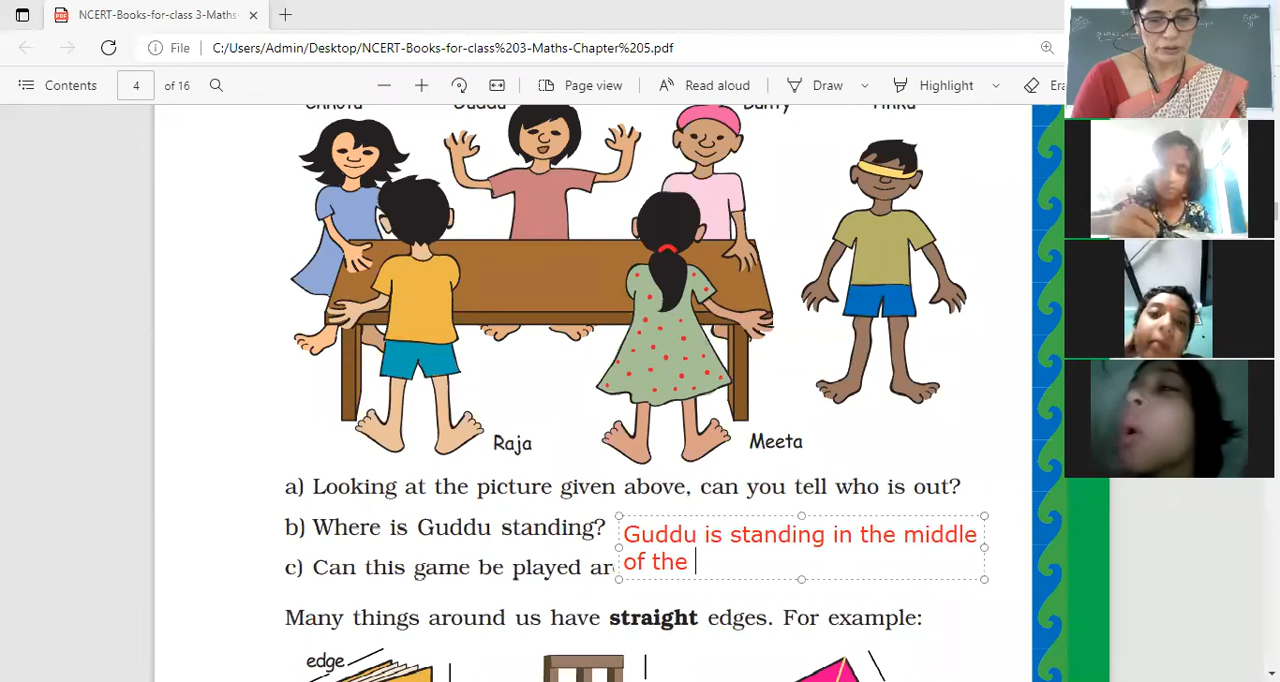 NCERT-Books-for-class 3-Maths-
File C:/Users/Admin/Desktop/NCERT-Books-for-class%203-Maths-Chapter%205.pdf
Contents 4 of 16 Page view Read aloud Draw Highlight Era
Raja Meeta
a) Looking at the picture given above, can you tell who is out?
b) Where is Guddu standing?
Guddu is standing in the middle
of the
c) Can this game be played ar
Many things around us have straight edges. For example:
edge